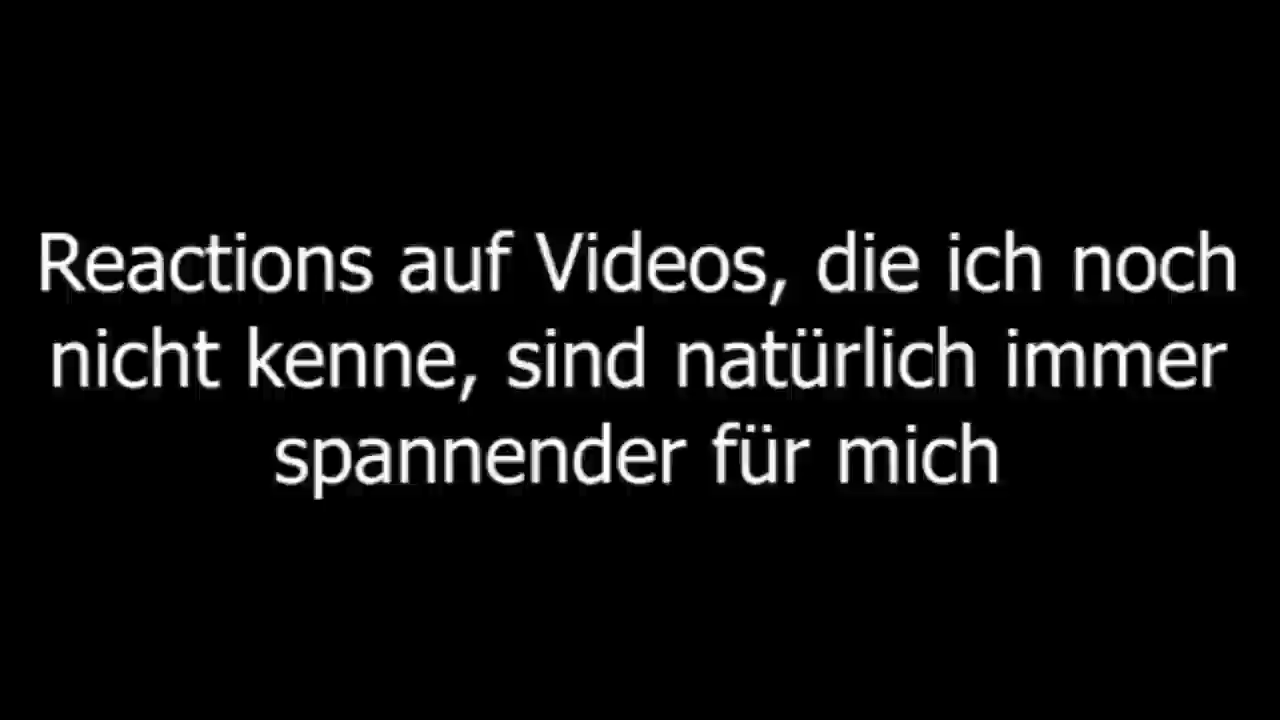 Reactions auf Videos, die ich noch
nicht kenne, sind natürlich immer
spannender für mich